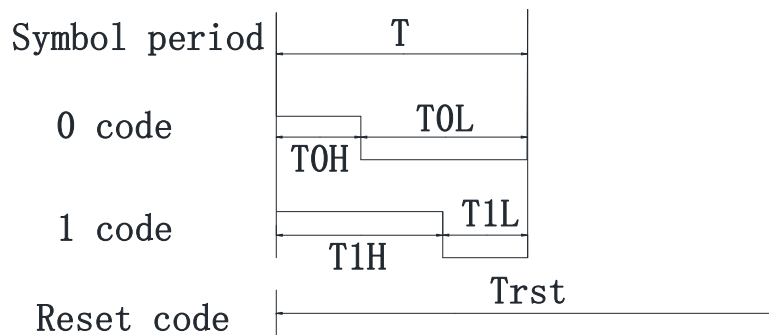 Symbol period T
0 code T0H T0L
1 code T1H T1L
Reset code Trst